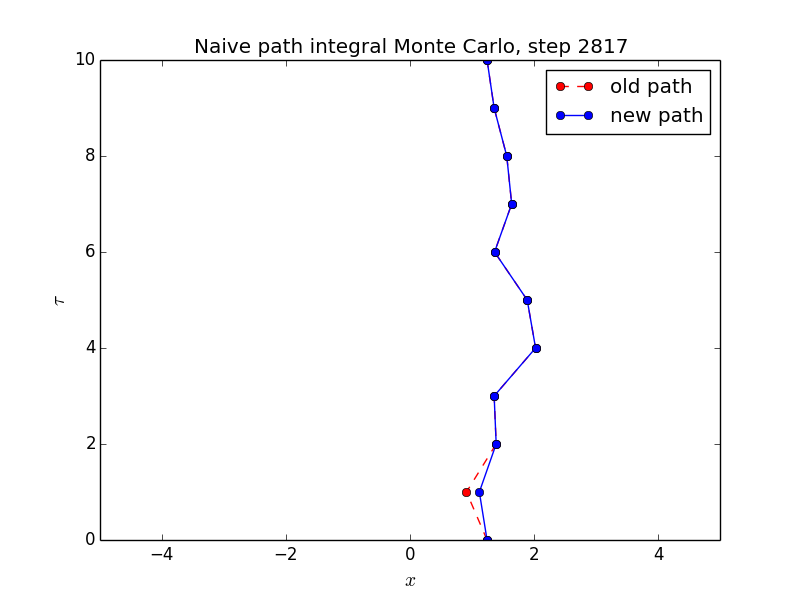 Naive path integral Monte Carlo, step 2817
10
8
6
4
2
0
τ
old path
new path
−4 −2 0 2 4
x